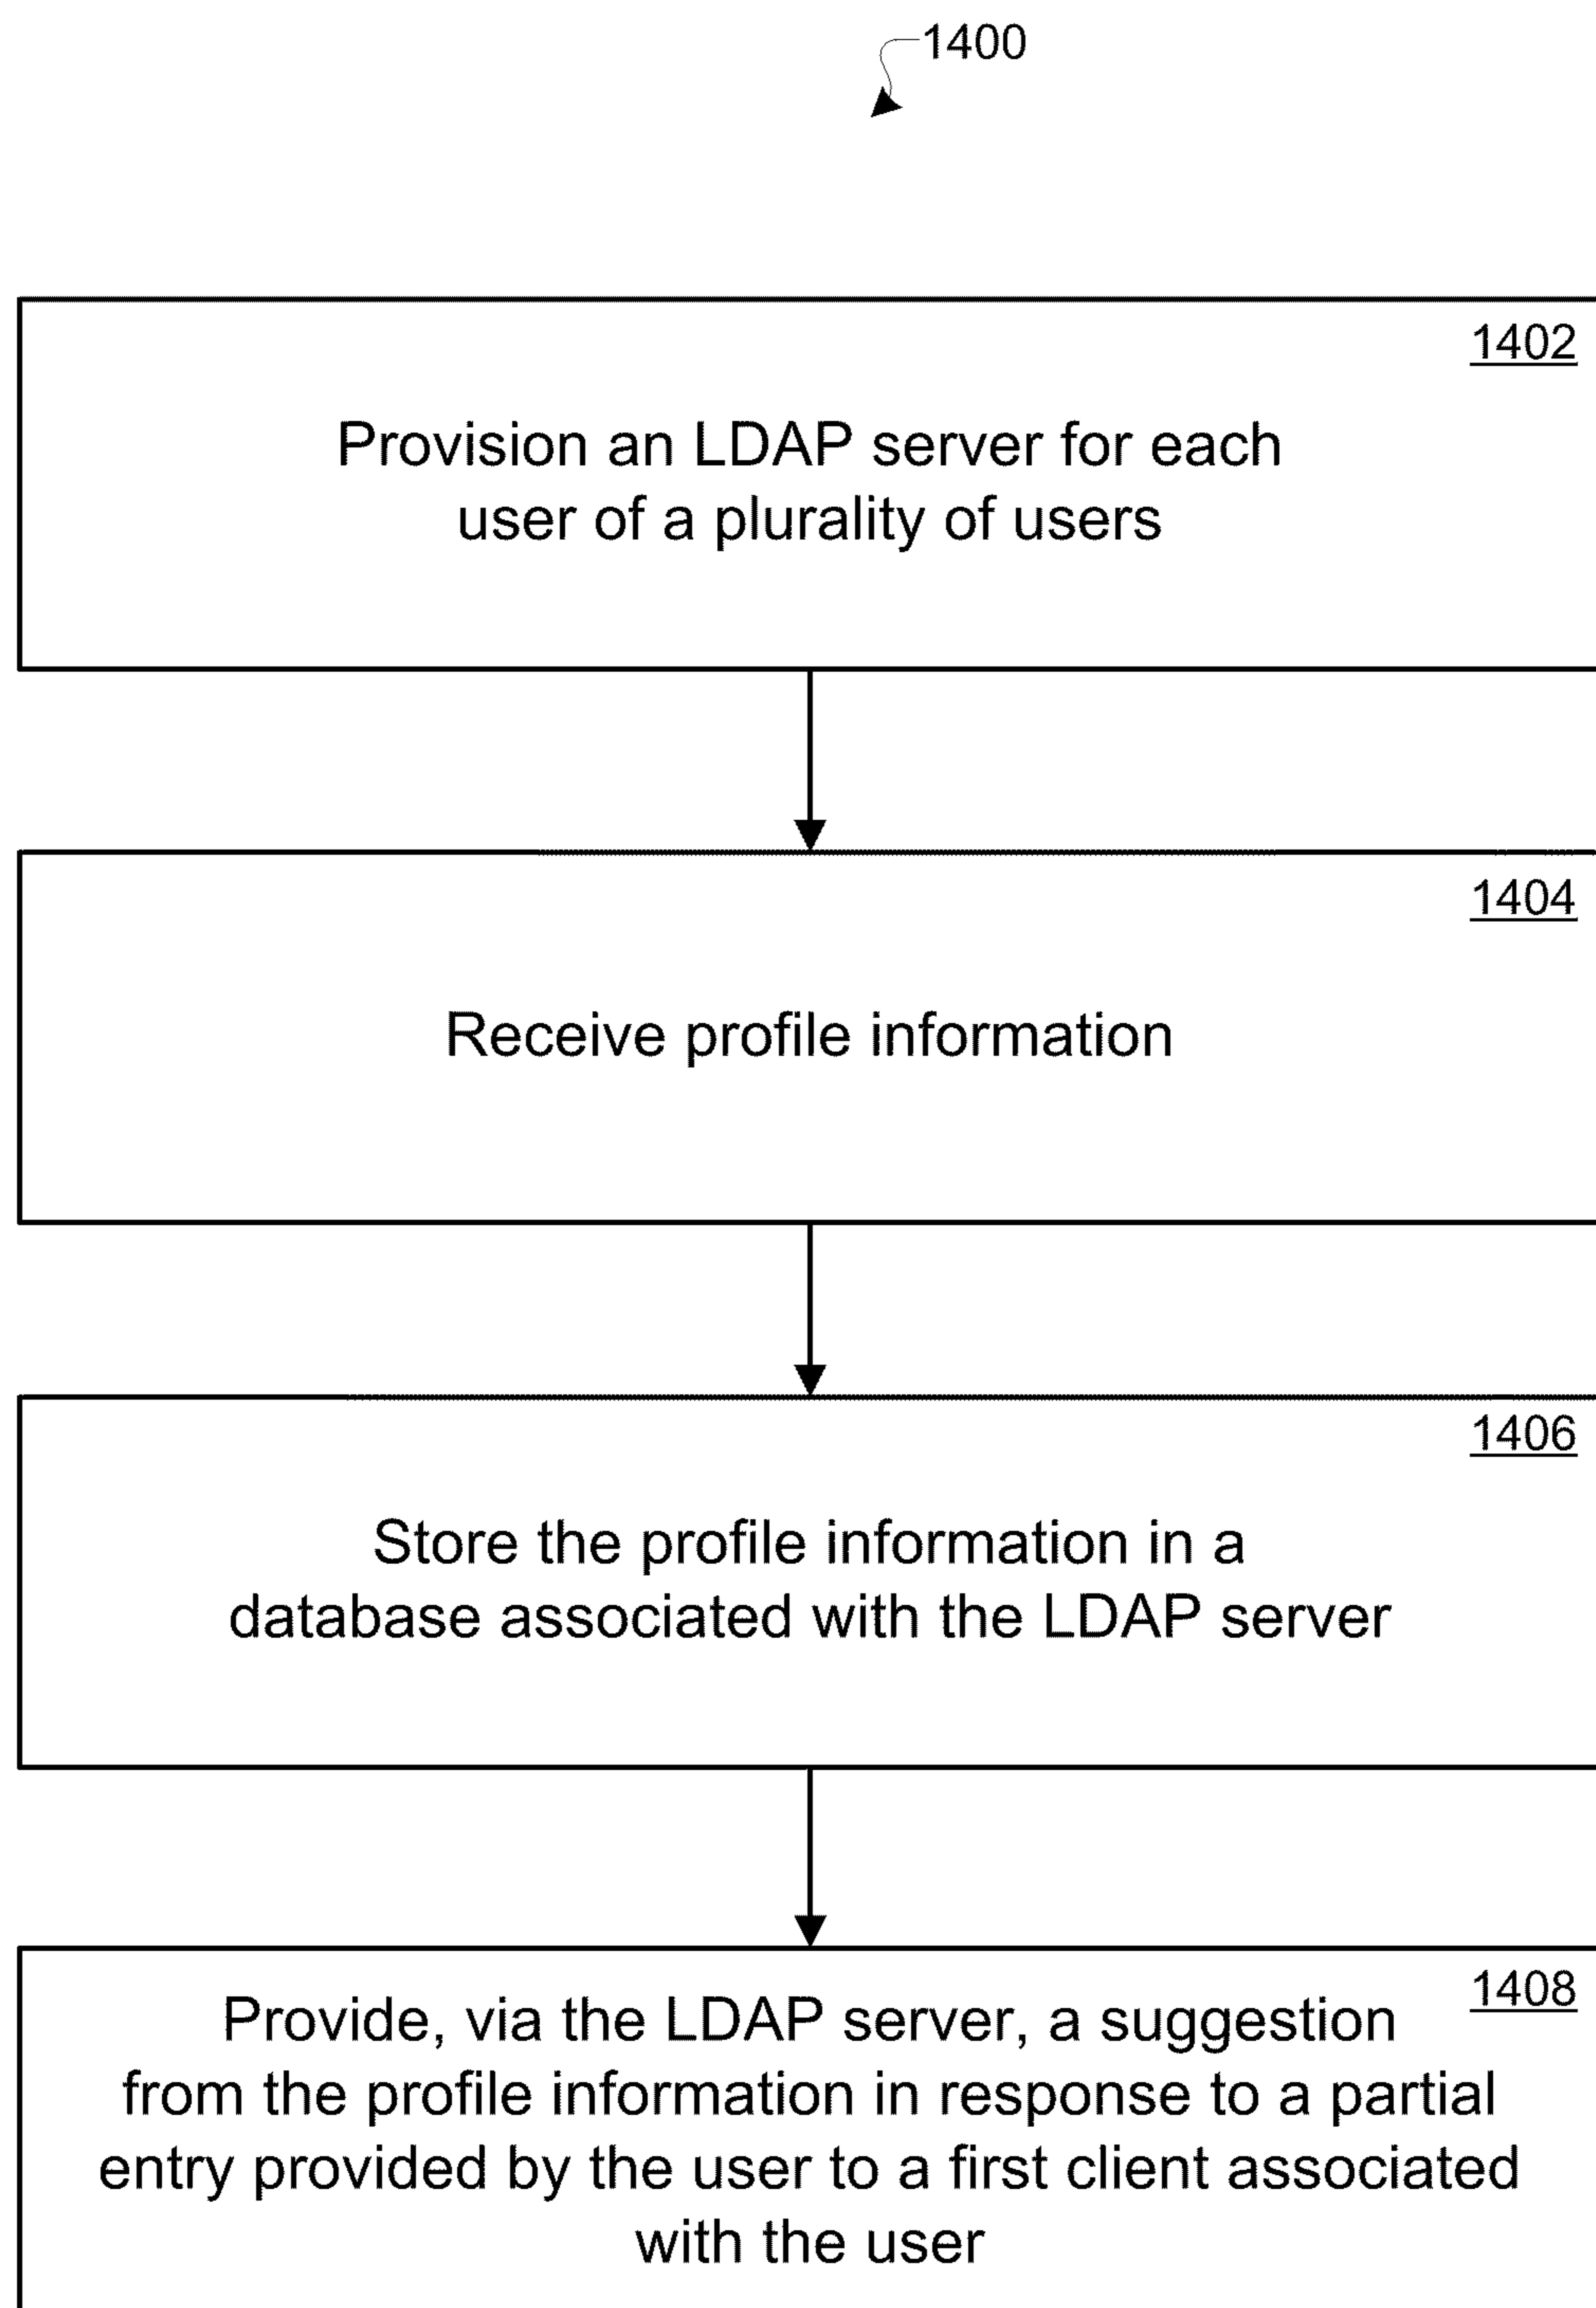 1400
1402
Provision an LDAP server for each
user of a plurality of users
1404
Receive profile information
1406
Store the profile information in a
database associated with the LDAP server
1408
Provide, via the LDAP server, a suggestion
from the profile information in response to a partial
entry provided by the user to a first client associated
with the user